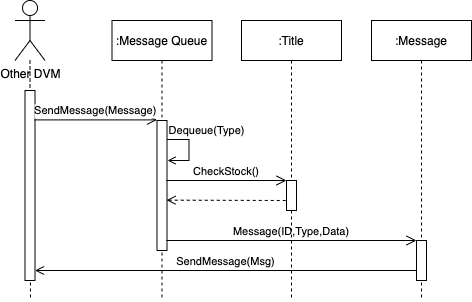 :Message Queue
:Title
:Message
Other DVM
SendMessage(Message)
Dequeue(Type)
CheckStock()
Message(ID,Type,Data)
SendMessage(Msg)